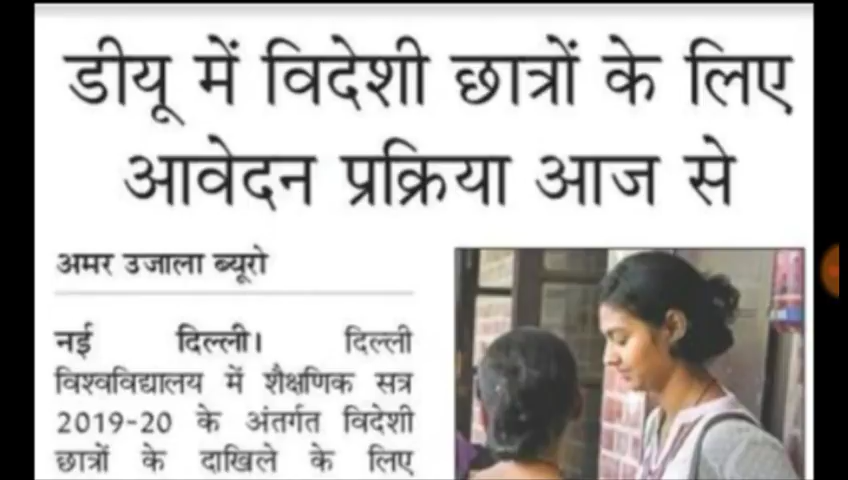 डीयू में विदेशी छात्रों के लिए
आवेदन प्रक्रिया आज से
अमर उजाला ब्यूरो
नई दिल्ली। दिल्ली
विश्वविद्यालय में शैक्षणिक सत्र
2019-20 के अंतर्गत विदेशी
छात्रों के दाखिले के लिए